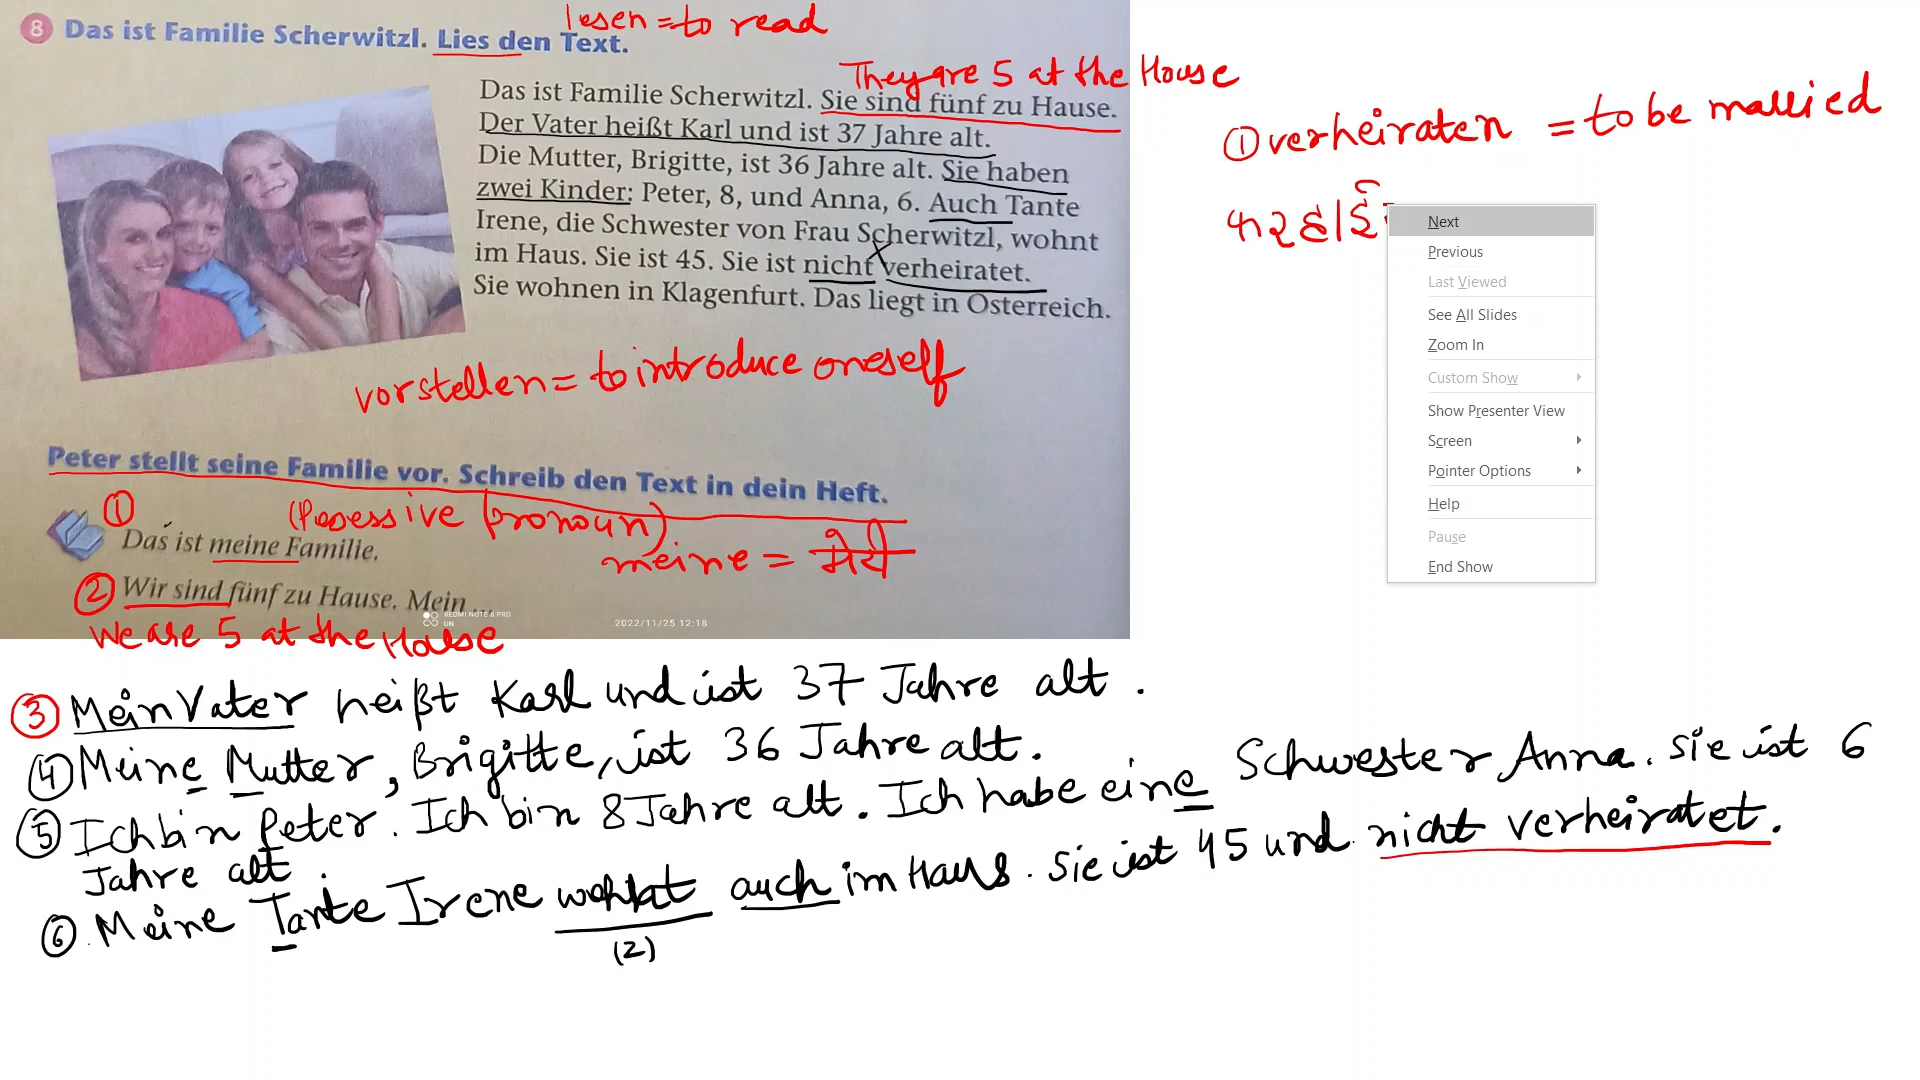 lesen = to read
8 Das ist Familie Scherwitzl. Lies den Text.
They are 5 at the House
Das ist Familie Scherwitzl. Sie sind fünf zu Hause.
Der Vater heißt Karl und ist 37 Jahre alt.
Die Mutter, Brigitte, ist 36 Jahre alt. Sie haben
zwei Kinder: Peter, 8, und Anna, 6. Auch Tante
Irene, die Schwester von Frau Scherwitzl, wohnt
im Haus. Sie ist 45. Sie ist nicht verheiratet.
Sie wohnen in Klagenfurt. Das liegt in Österreich.
① verheiraten = to be married
vorstellen = to introduce oneself
Peter stellt seine Familie vor. Schreib den Text in dein Heft.
① (Posessive pronoun)
Das ist meine Familie.
meine = मेरी
② Wir sind fünf zu Hause. Mein ...
We are 5 at the House
REDMI NOTE 6 PRO
UN
2022/11/25 12:18
③ Mein Vater heißt Karl und ist 37 Jahre alt.
④ Meine Mutter, Brigitte, ist 36 Jahre alt.
⑤ Ich bin Peter. Ich bin 8 Jahre alt. Ich habe eine Schwester Anna. Sie ist 6
Jahre alt.
⑥ Meine Tante Irene wohnt auch im Haus. Sie ist 45 und nicht verheiratet.
(2)
Next
Previous
Last Viewed
See All Slides
Zoom In
Custom Show
Show Presenter View
Screen
Pointer Options
Help
Pause
End Show